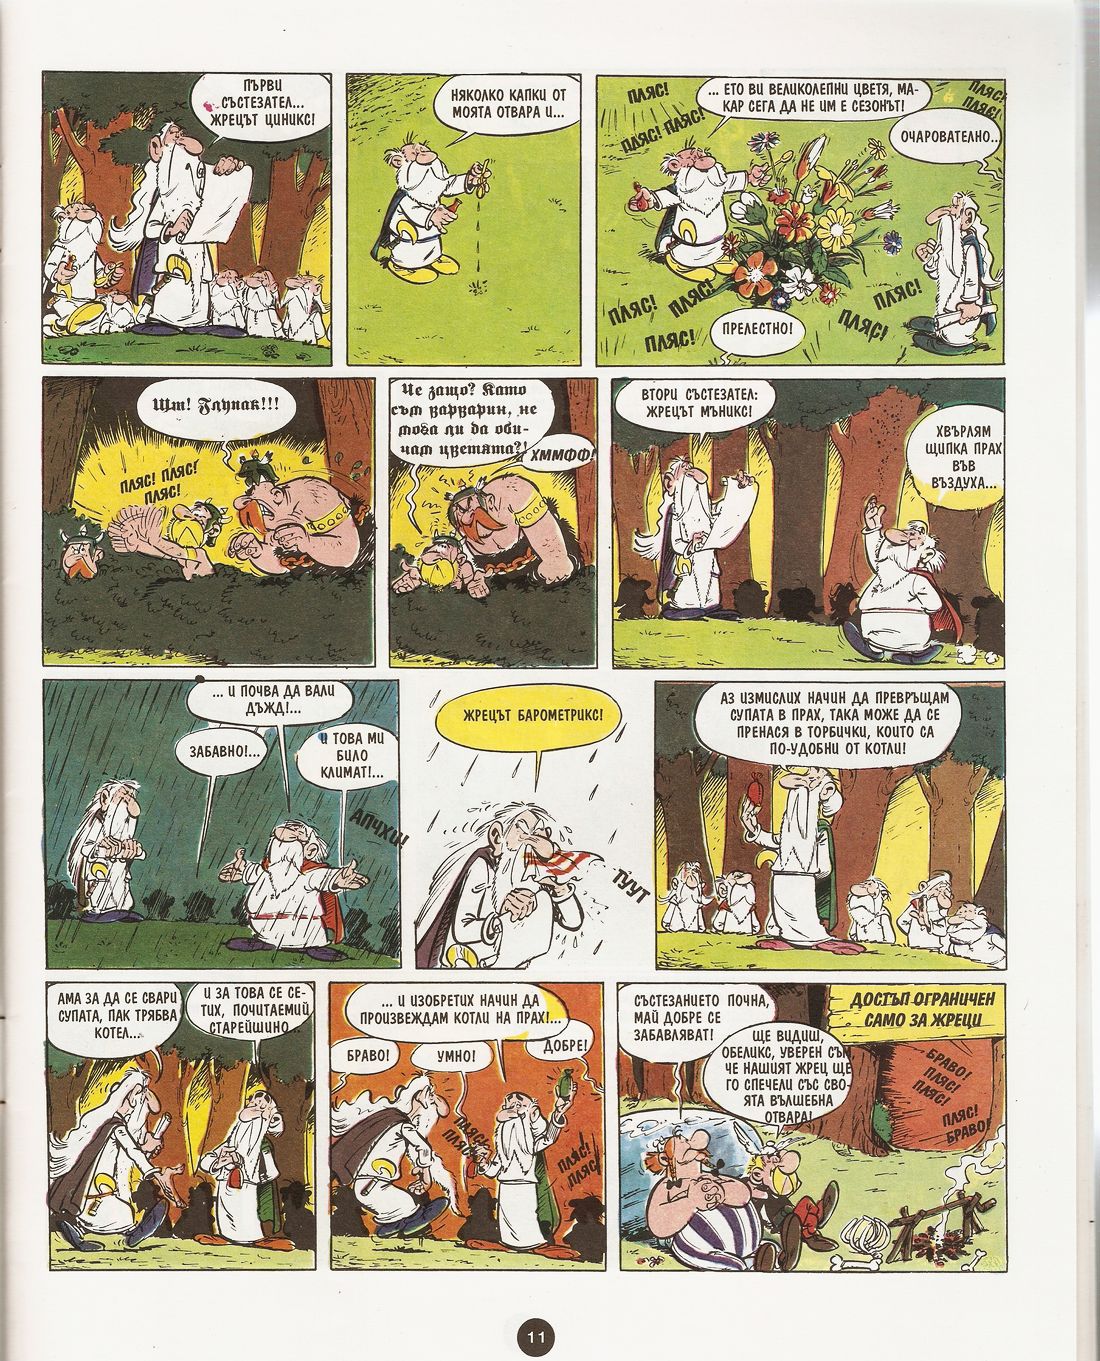 ПЪРВИ
СЪСТЕЗАТЕЛ...
ЖРЕЦЪТ ЦИНИКС!
НЯКОЛКО КАПКИ ОТ
МОЯТА ОТВАРА И...
... ЕТО ВИ ВЕЛИКОЛЕПНИ ЦВЕТЯ, МА-
КАР СЕГА ДА НЕ ИМ Е СЕЗОНЪТ!
ПЛЯС!
ПЛЯС! ПЛЯС!
ПЛЯС!
ПЛЯС!
ОЧАРОВАТЕЛНО...
ПЛЯС!
ПЛЯС!
ПЛЯС!
ПРЕЛЕСТНО!
ПЛЯС!
ПЛЯС!
Шт! Глупак!!!
ПЛЯС! ПЛЯС!
ПЛЯС!
Че защо? Като
съм варварин, не
мога ли да оби-
чам цветята?!
ХММФФ!
ВТОРИ СЪСТЕЗАТЕЛ:
ЖРЕЦЪТ МЪНИКС!
ХВЪРЛЯМ
ЩИПКА ПРАХ
ВЪВ
ВЪЗДУХА...
... И ПОЧВА ДА ВАЛИ
ДЪЖД!...
ЗАБАВНО!...
И ТОВА МИ
БИЛО
КЛИМАТ!...
АПЧХИ!
ЖРЕЦЪТ БАРОМЕТРИКС!
ТУУТ
АЗ ИЗМИСЛИХ НАЧИН ДА ПРЕВРЪЩАМ
СУПАТА В ПРАХ, ТАКА МОЖЕ ДА СЕ
ПРЕНАСЯ В ТОРБИЧКИ, КОИТО СА
ПО-УДОБНИ ОТ КОТЛИ!
АМА ЗА ДА СЕ СВАРИ
СУПАТА, ПАК ТРЯБВА
КОТЕЛ...
И ЗА ТОВА СЕ СЕ-
ТИХ, ПОЧИТАЕМИЙ
СТАРЕЙШИНО...
... И ИЗОБРЕТИХ НАЧИН ДА
ПРОИЗВЕЖДАМ КОТЛИ НА ПРАХ!...
БРАВО!
УМНО!
ДОБРЕ!
ПЛЯС!
ПЛЯС!
ПЛЯС!
ПЛЯС!
СЪСТЕЗАНИЕТО ПОЧНА,
МАЙ ДОБРЕ СЕ
ЗАБАВЛЯВАТ!
ЩЕ ВИДИШ,
ОБЕЛИКС, УВЕРЕН СЪМ,
ЧЕ НАШИЯТ ЖРЕЦ ЩЕ
ГО СПЕЧЕЛИ СЪС СВО-
ЯТА ВЪЛШЕБНА
ОТВАРА!
ДОСТЪП ОГРАНИЧЕН
САМО ЗА ЖРЕЦИ
БРАВО!
ПЛЯС!
ПЛЯС!
ПЛЯС!
БРАВО!
11